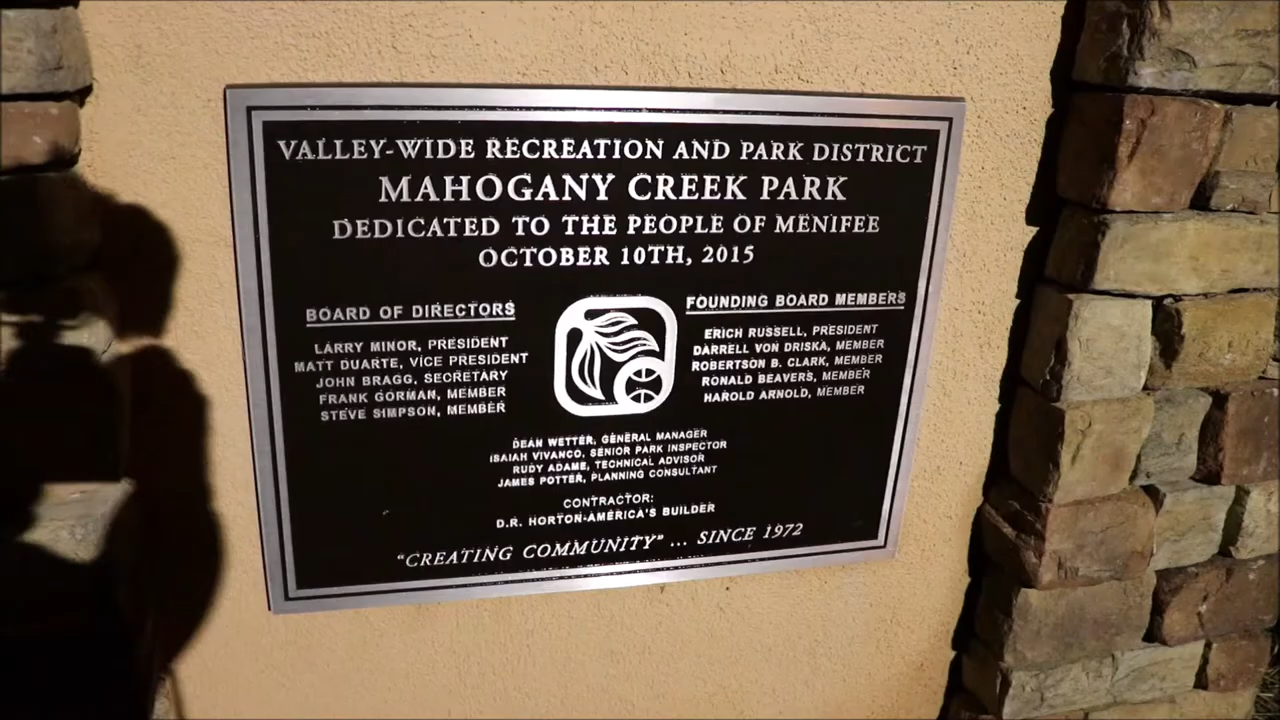 VALLEY-WIDE RECREATION AND PARK DISTRICT
MAHOGANY CREEK PARK
DEDICATED TO THE PEOPLE OF MENIFEE
OCTOBER 10TH, 2015
BOARD OF DIRECTORS
LARRY MINOR, PRESIDENT
MATT DUARTE, VICE PRESIDENT
JOHN BRAGG, SECRETARY
FRANK GORMAN, MEMBER
STEVE SIMPSON, MEMBER
FOUNDING BOARD MEMBERS
ERICH RUSSELL, PRESIDENT
DARRELL VON DRISKA, MEMBER
ROBERTSON B. CLARK, MEMBER
RONALD BEAVERS, MEMBER
HAROLD ARNOLD, MEMBER
DEAN WETTER, GENERAL MANAGER
ISAIAH VIVANCO, SENIOR PARK INSPECTOR
RUDY ADAME, TECHNICAL ADVISOR
JAMES POTTER, PLANNING CONSULTANT
CONTRACTOR:
D.R. HORTON-AMERICA'S BUILDER
"CREATING COMMUNITY" ... SINCE 1972